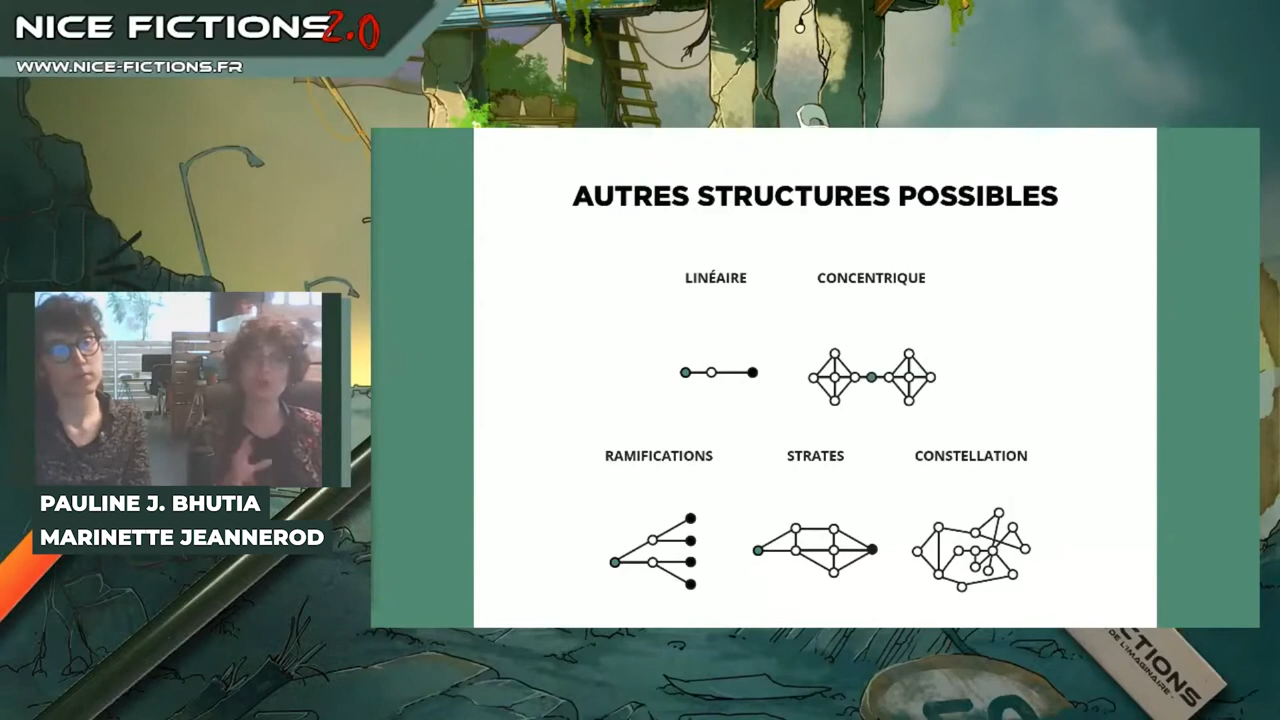 NICE FICTIONS 2.0
WWW.NICE-FICTIONS.FR
AUTRES STRUCTURES POSSIBLES
LINÉAIRE
CONCENTRIQUE
RAMIFICATIONS
STRATES
CONSTELLATION
PAULINE J. BHUTIA
MARINETTE JEANNEROD
CTIONS
DE L'IMAGINAIRE